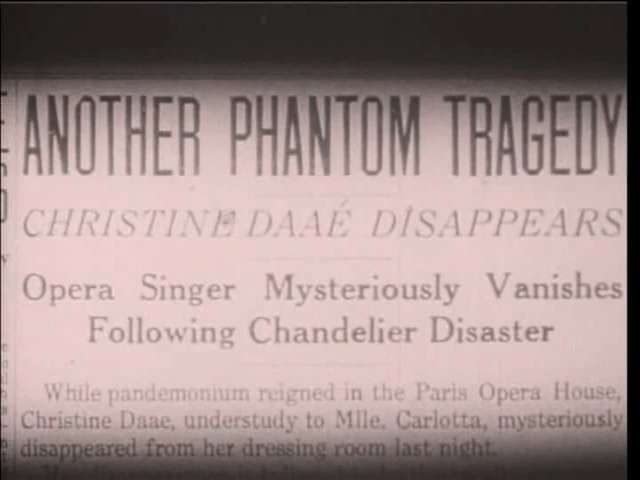 ANOTHER PHANTOM TRAGEDY
CHRISTINE DAAÉ DISAPPEARS
Opera Singer Mysteriously Vanishes
Following Chandelier Disaster
While pandemonium reigned in the Paris Opera House,
Christine Daae, understudy to Mlle. Carlotta, mysteriously
disappeared from her dressing room last night.